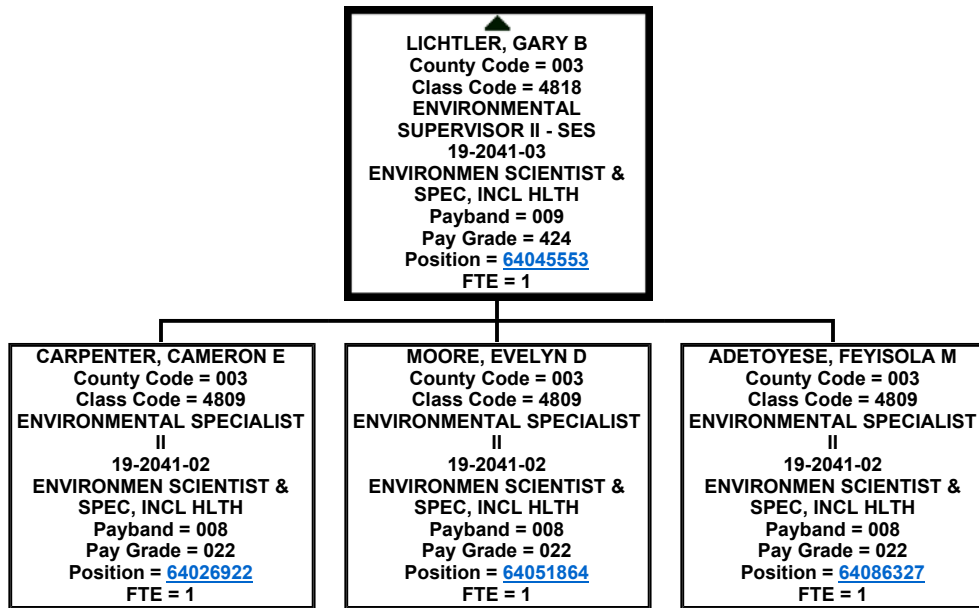 LICHTLER, GARY B
County Code = 003
Class Code = 4818
ENVIRONMENTAL
SUPERVISOR II - SES
19-2041-03
ENVIRONMEN SCIENTIST &
SPEC, INCL HLTH
Payband = 009
Pay Grade = 424
Position = 64045553
FTE = 1
CARPENTER, CAMERON E
County Code = 003
Class Code = 4809
ENVIRONMENTAL SPECIALIST
II
19-2041-02
ENVIRONMEN SCIENTIST &
SPEC, INCL HLTH
Payband = 008
Pay Grade = 022
Position = 64026922
FTE = 1
MOORE, EVELYN D
County Code = 003
Class Code = 4809
ENVIRONMENTAL SPECIALIST
II
19-2041-02
ENVIRONMEN SCIENTIST &
SPEC, INCL HLTH
Payband = 008
Pay Grade = 022
Position = 64051864
FTE = 1
ADETOYESE, FEYISOLA M
County Code = 003
Class Code = 4809
ENVIRONMENTAL SPECIALIST
II
19-2041-02
ENVIRONMEN SCIENTIST &
SPEC, INCL HLTH
Payband = 008
Pay Grade = 022
Position = 64086327
FTE = 1